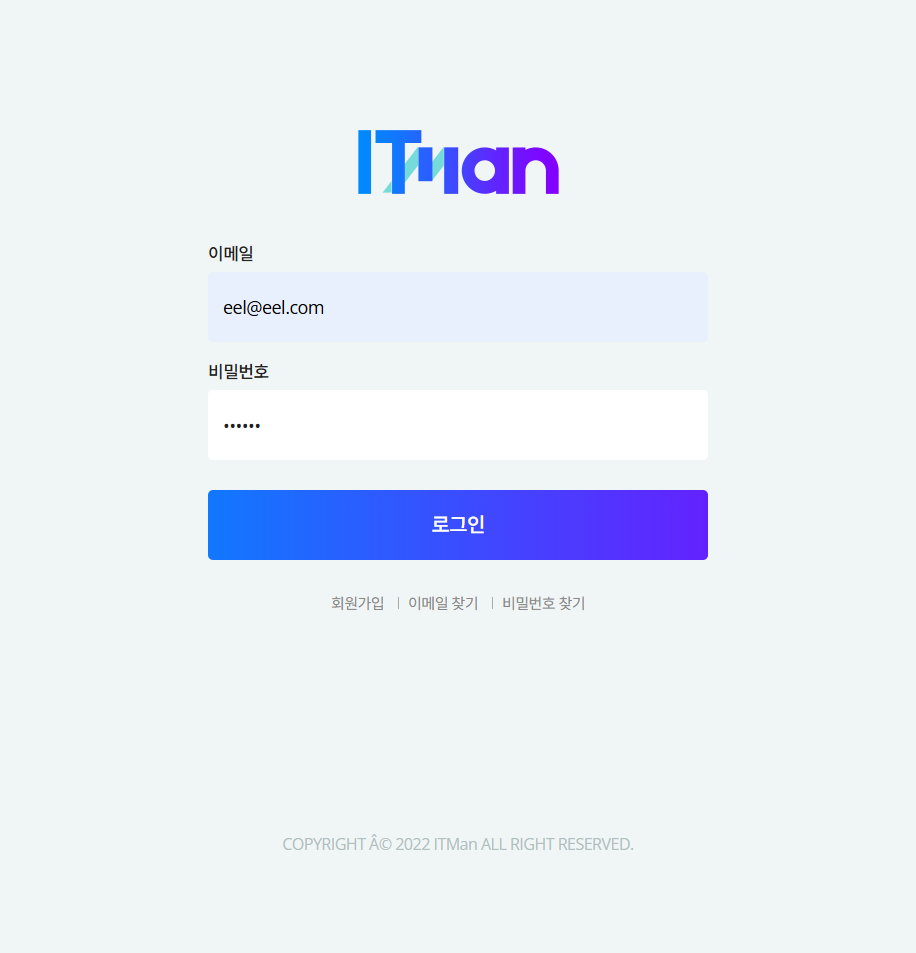 ITMan
이메일
eel@eel.com
비밀번호
••••••
로그인
회원가입 | 이메일 찾기 | 비밀번호 찾기
COPYRIGHT Â© 2022 ITMan ALL RIGHT RESERVED.